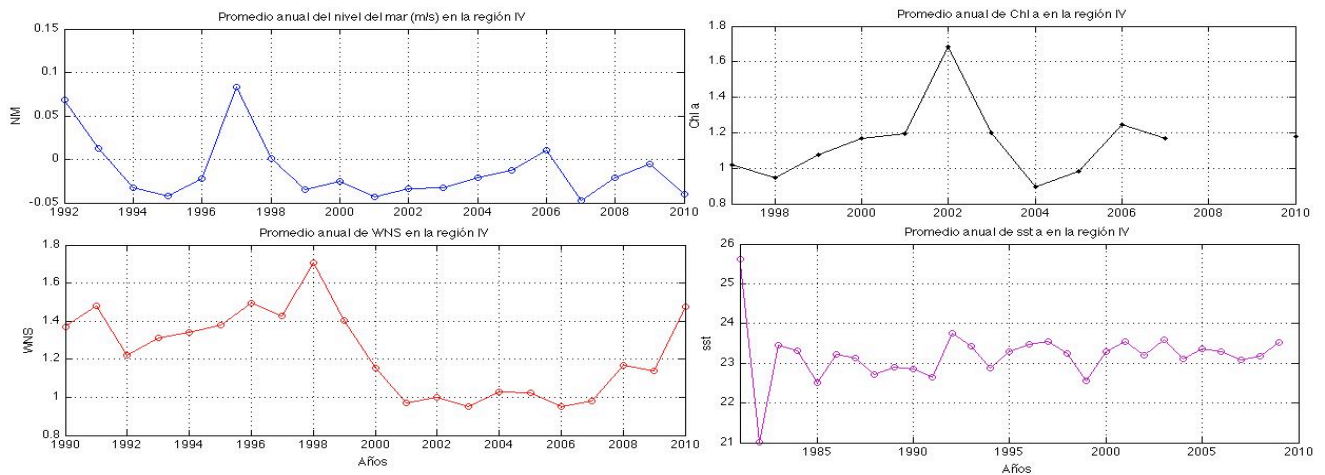 Promedio anual del nivel del mar (m/s) en la región IV
0.15
0.1
0.05
0
-0.05
NM
1992 1994 1996 1998 2000 2002 2004 2006 2008 2010
Promedio anual de Chl a en la región IV
1.8
1.6
1.4
1.2
1
0.8
Chl a
1998 2000 2002 2004 2006 2008 2010
Promedio anual de WNS en la región IV
1.8
1.6
1.4
1.2
1
0.8
WNS
1990 1992 1994 1996 1998 2000 2002 2004 2006 2008 2010
Años
Promedio anual de sst a en la región IV
26
25
24
23
22
21
sst
1985 1990 1995 2000 2005 2010
Años